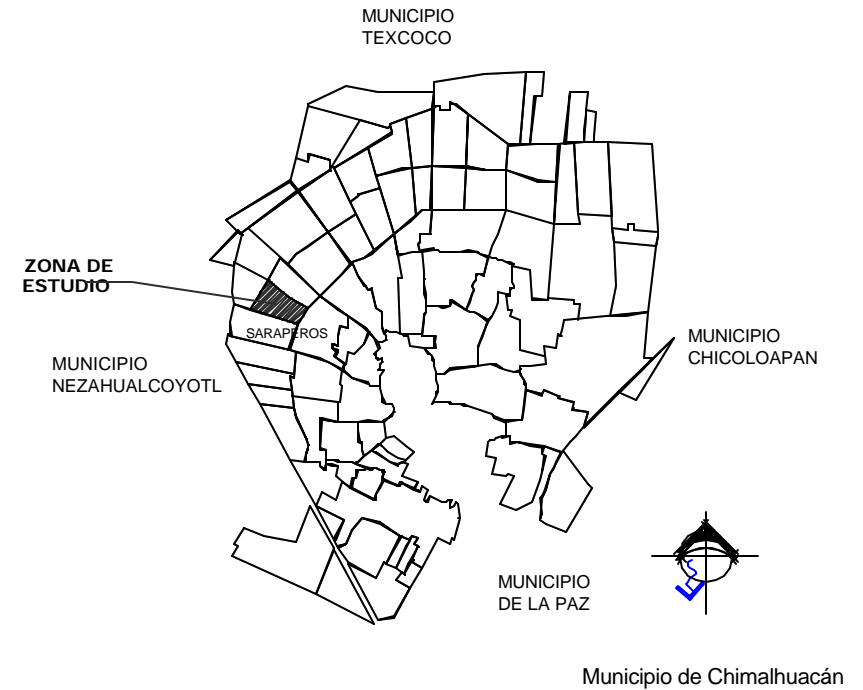 MUNICIPIO
TEXCOCO
ZONA DE
ESTUDIO
SARAPEROS
MUNICIPIO
NEZAHUALCOYOTL
MUNICIPIO
CHICOLOAPAN
MUNICIPIO
DE LA PAZ
Municipio de Chimalhuacán